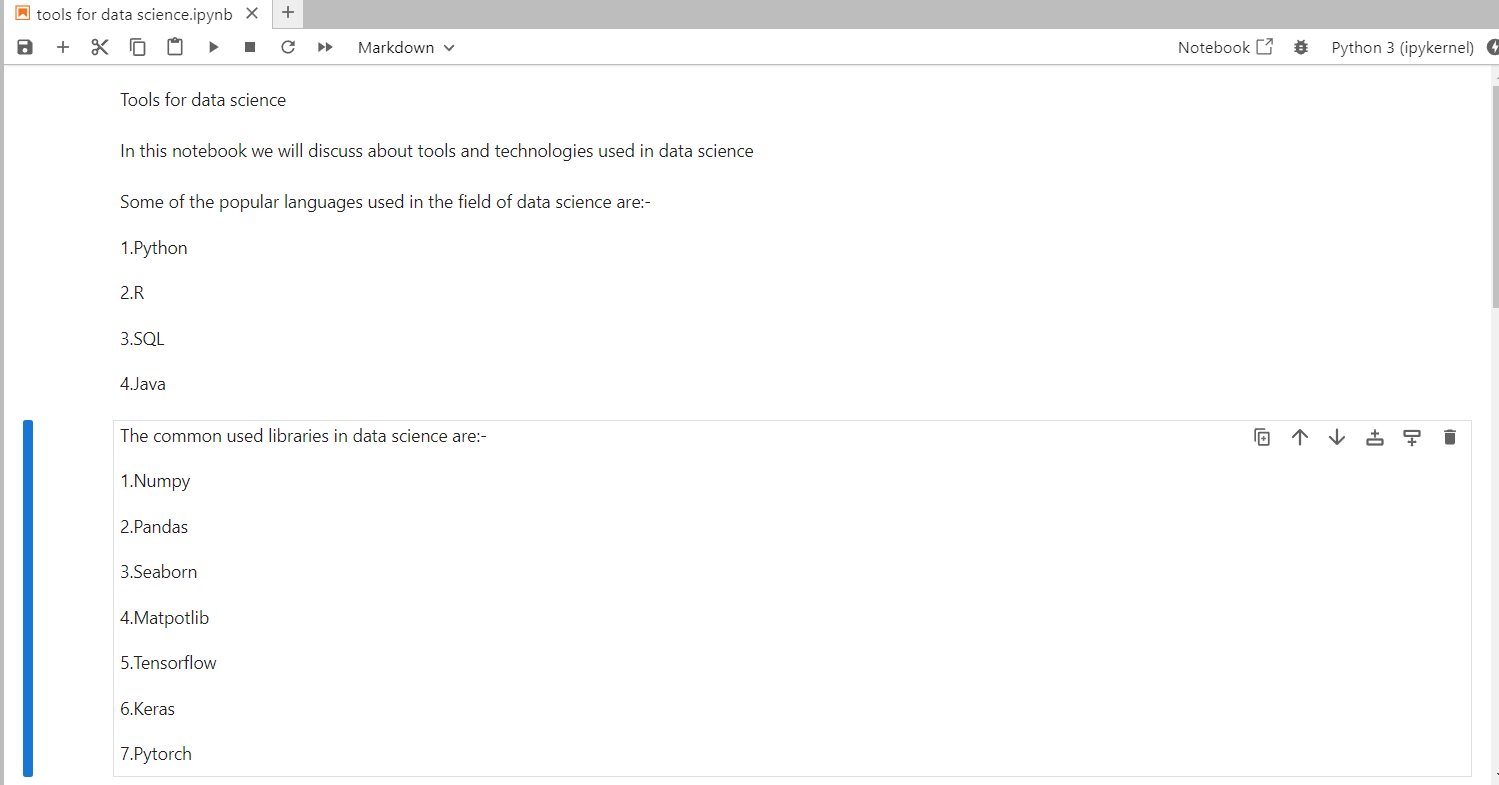 tools for data science.ipynb
Markdown
Notebook
Python 3 (ipykernel)
Tools for data science
In this notebook we will discuss about tools and technologies used in data science
Some of the popular languages used in the field of data science are:-
1.Python
2.R
3.SQL
4.Java
The common used libraries in data science are:-
1.Numpy
2.Pandas
3.Seaborn
4.Matpotlib
5.Tensorflow
6.Keras
7.Pytorch